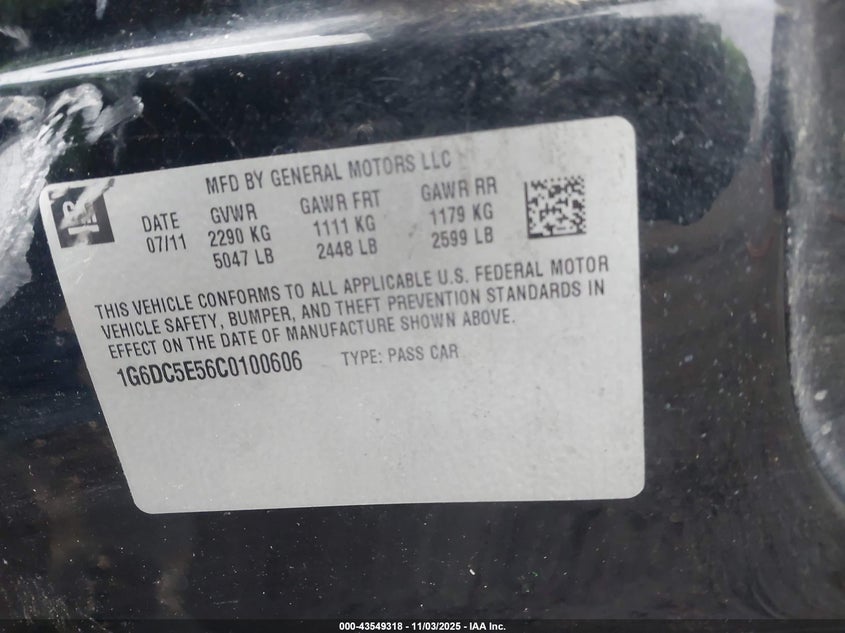 MFD BY GENERAL MOTORS LLC
DATE GVWR GAWR FRT GAWR RR
07/11 2290 KG 1111 KG 1179 KG
5047 LB 2448 LB 2599 LB
THIS VEHICLE CONFORMS TO ALL APPLICABLE U.S. FEDERAL MOTOR
VEHICLE SAFETY, BUMPER, AND THEFT PREVENTION STANDARDS IN
EFFECT ON THE DATE OF MANUFACTURE SHOWN ABOVE.
1G6DC5E56C0100606 TYPE: PASS CAR
000-43549318 - 11/03/2025 - IAA Inc.